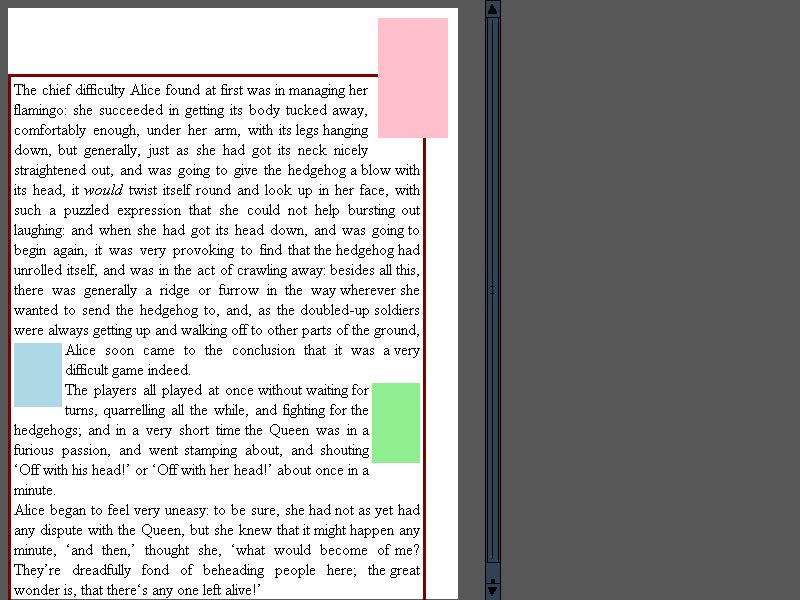 The chief difficulty Alice found at first was in managing her
flamingo: she succeeded in getting its body tucked away,
comfortably enough, under her arm, with its legs hanging
down, but generally, just as she had got its neck nicely
straightened out, and was going to give the hedgehog a blow with
its head, it would twist itself round and look up in her face, with
such a puzzled expression that she could not help bursting out
laughing: and when she had got its head down, and was going to
begin again, it was very provoking to find that the hedgehog had
unrolled itself, and was in the act of crawling away: besides all this,
there was generally a ridge or furrow in the way wherever she
wanted to send the hedgehog to, and, as the doubled-up soldiers
were always getting up and walking off to other parts of the ground,
Alice soon came to the conclusion that it was a very
difficult game indeed.
The players all played at once without waiting for
turns, quarrelling all the while, and fighting for the
hedgehogs; and in a very short time the Queen was in a
furious passion, and went stamping about, and shouting
‘Off with his head!’ or ‘Off with her head!’ about once in a
minute.
Alice began to feel very uneasy: to be sure, she had not as yet had
any dispute with the Queen, but she knew that it might happen any
minute, ‘and then,’ thought she, ‘what would become of me?
They’re dreadfully fond of beheading people here; the great
wonder is, that there‘s any one left alive!’